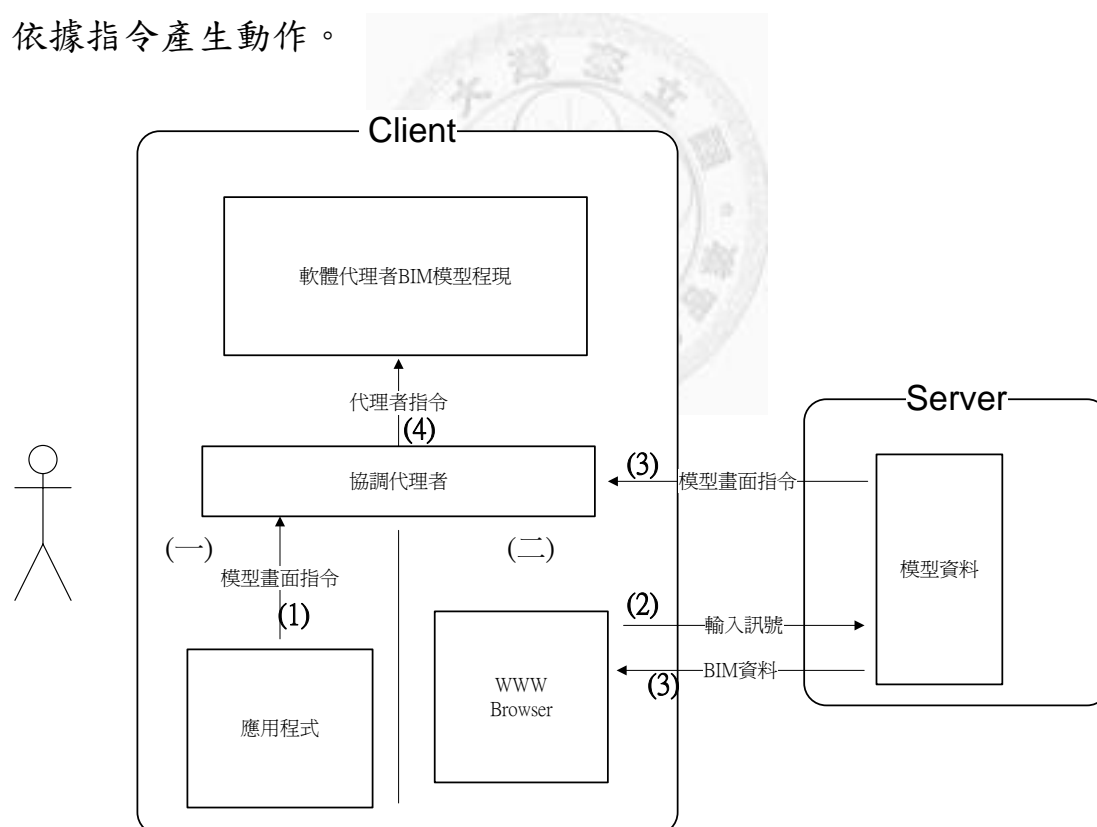 依據指令產生動作。
Client
軟體代理者BIM模型程現
代理者指令
(4)
協調代理者
(一)
模型畫面指令
(1)
應用程式
(二)
WWW
Browser
(3)
模型畫面指令
(2)
輸入訊號
BIM資料
(3)
Server
模型資料